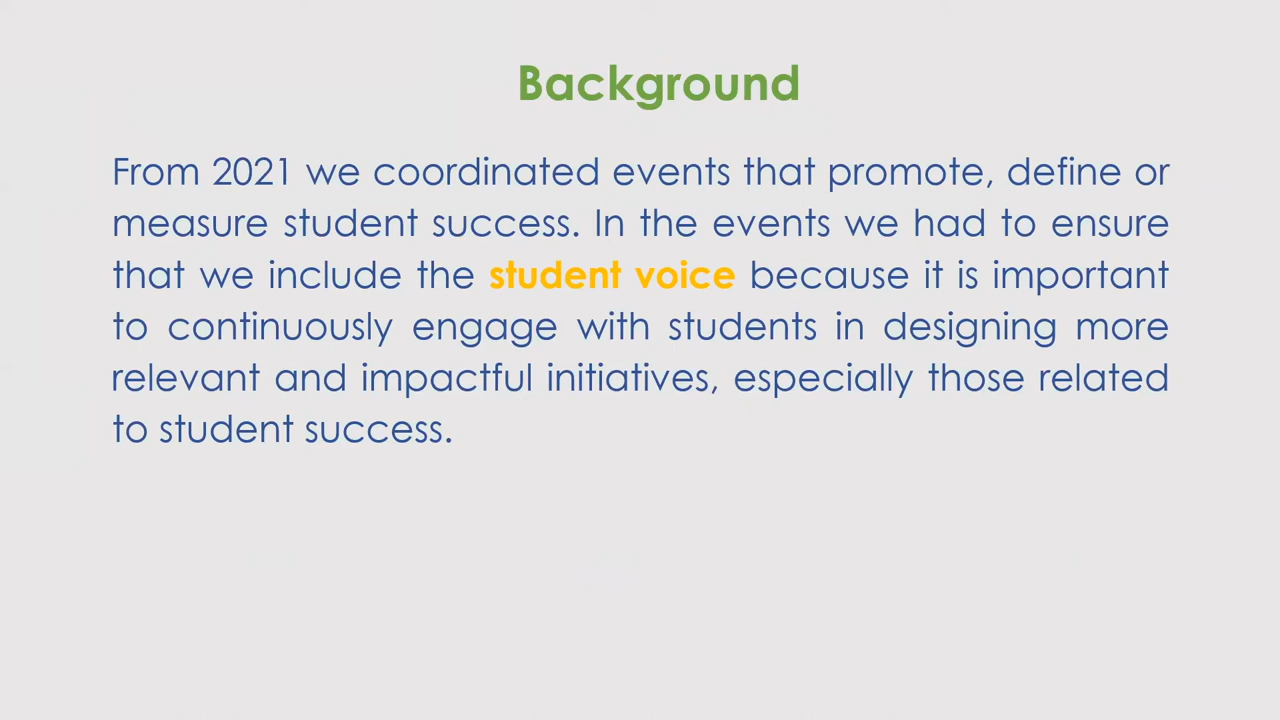 Background
From 2021 we coordinated events that promote, define or
measure student success. In the events we had to ensure
that we include the student voice because it is important
to continuously engage with students in designing more
relevant and impactful initiatives, especially those related
to student success.